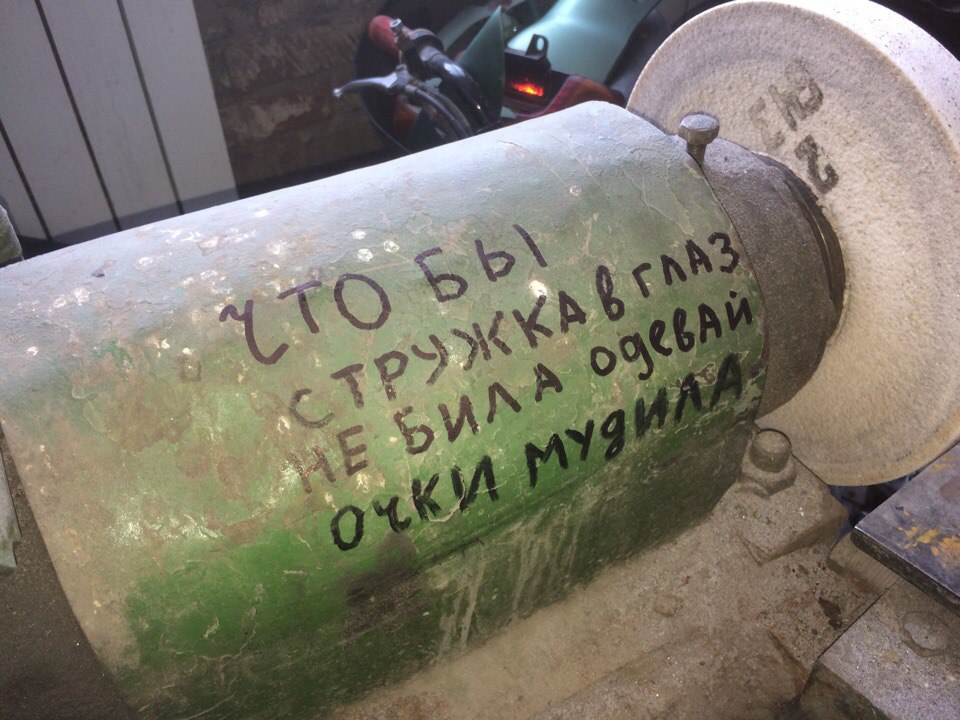 ЧТО БЫ
СТРУЖКА В ГЛАЗ
НЕ БИЛА ОДЕВАЙ
ОЧКИ МУДИЛА